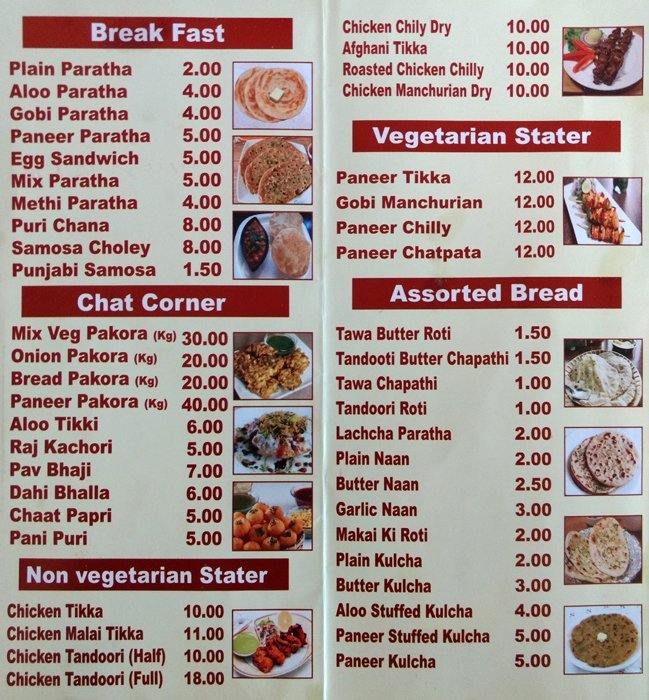 Break Fast
Plain Paratha 2.00
Aloo Paratha 4.00
Gobi Paratha 4.00
Paneer Paratha 5.00
Egg Sandwich 5.00
Mix Paratha 5.00
Methi Paratha 4.00
Puri Chana 8.00
Samosa Choley 8.00
Punjabi Samosa 1.50
Chat Corner
Mix Veg Pakora (Kg) 30.00
Onion Pakora (Kg) 20.00
Bread Pakora (Kg) 20.00
Paneer Pakora (Kg) 40.00
Aloo Tikki 6.00
Raj Kachori 5.00
Pav Bhaji 7.00
Dahi Bhalla 6.00
Chaat Papri 5.00
Pani Puri 5.00
Non vegetarian Stater
Chicken Tikka 10.00
Chicken Malai Tikka 11.00
Chicken Tandoori (Half) 10.00
Chicken Tandoori (Full) 18.00
Chicken Chily Dry 10.00
Afghani Tikka 10.00
Roasted Chicken Chilly 10.00
Chicken Manchurian Dry 10.00
Vegetarian Stater
Paneer Tikka 12.00
Gobi Manchurian 12.00
Paneer Chilly 12.00
Paneer Chatpata 12.00
Assorted Bread
Tawa Butter Roti 1.50
Tandooti Butter Chapathi 1.50
Tawa Chapathi 1.00
Tandoori Roti 1.00
Lachcha Paratha 2.00
Plain Naan 2.00
Butter Naan 2.50
Garlic Naan 3.00
Makai Ki Roti 2.00
Plain Kulcha 2.00
Butter Kulcha 3.00
Aloo Stuffed Kulcha 4.00
Paneer Stuffed Kulcha 5.00
Paneer Kulcha 5.00